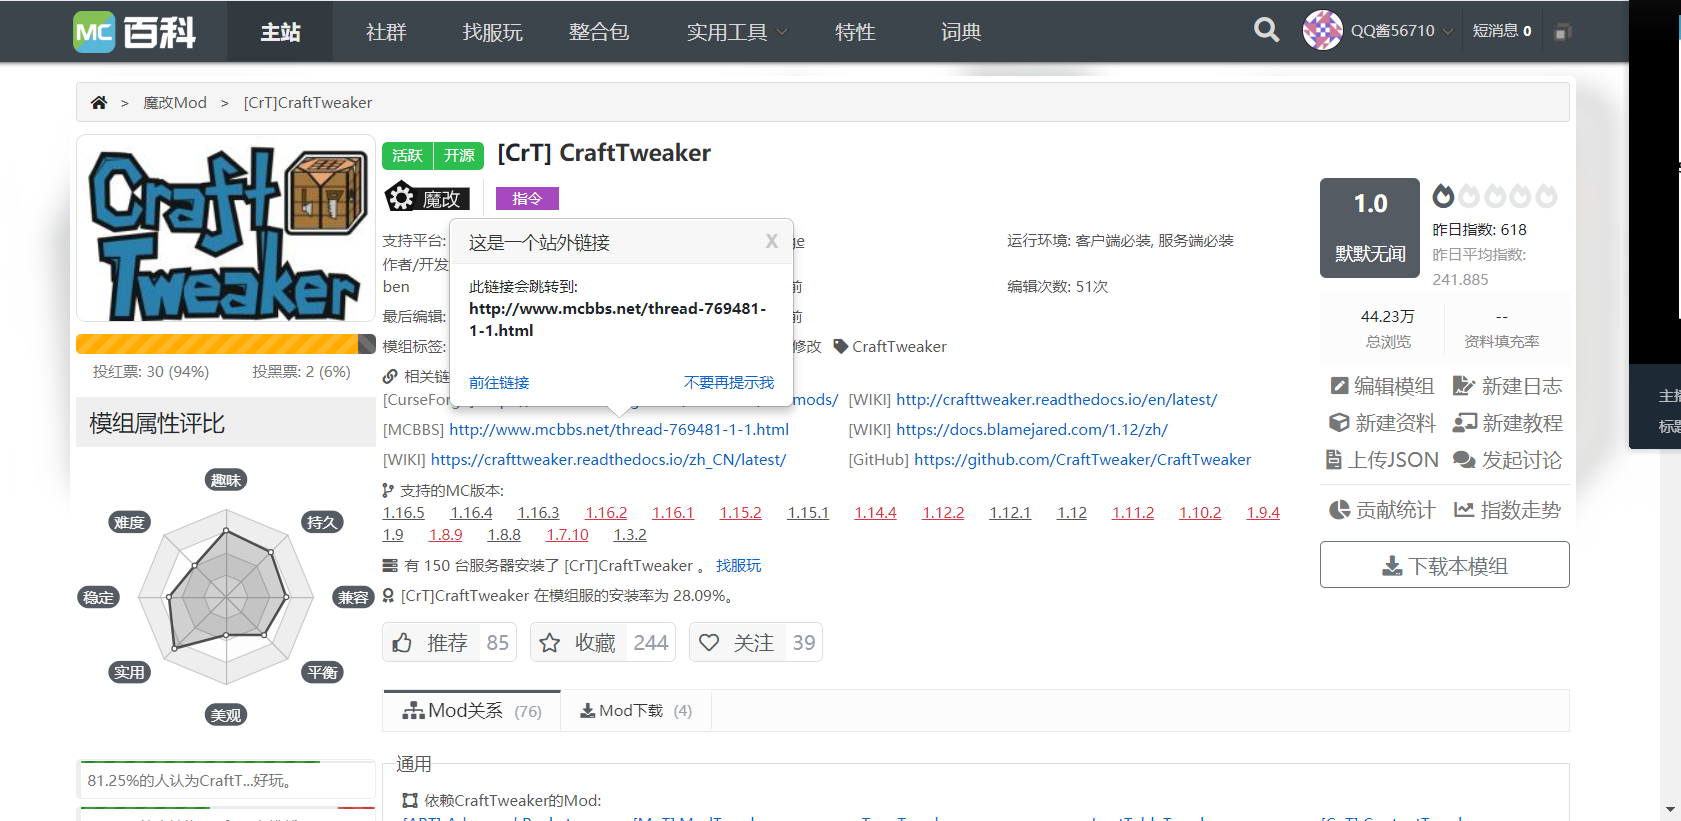 MC 百科 主站 社群 找服玩 整合包 实用工具 特性 词典 QQ酱56710 短消息 0
> 魔改Mod > [CrT]CraftTweaker
Craft Tweaker
活跃 开源 [CrT] CraftTweaker
魔改 指令
支持平台:
运行环境: 客户端必装, 服务端必装
作者/开发
ben
前
编辑次数: 51次
最后编辑:
前
模组标签:
修改 CraftTweaker
相关链
这是一个站外链接 X
此链接会跳转到:
http://www.mcbbs.net/thread-769481-
1-1.html
前往链接 不要再提示我
mods/ [WIKI] http://crafttweaker.readthedocs.io/en/latest/
[MCBBS] http://www.mcbbs.net/thread-769481-1-1.html [WIKI] https://docs.blamejared.com/1.12/zh/
[WIKI] https://crafttweaker.readthedocs.io/zh_CN/latest/ [GitHub] https://github.com/CraftTweaker/CraftTweaker
支持的MC版本:
1.16.5 1.16.4 1.16.3 1.16.2 1.16.1 1.15.2 1.15.1 1.14.4 1.12.2 1.12.1 1.12 1.11.2 1.10.2 1.9.4
1.9 1.8.9 1.8.8 1.7.10 1.3.2
有 150 台服务器安装了 [CrT]CraftTweaker 。 找服玩
[CrT]CraftTweaker 在模组服的安装率为 28.09%。
推荐 85 收藏 244 关注 39
Mod关系 (76) Mod下载 (4)
通用
依赖CraftTweaker的Mod:
投红票: 30 (94%) 投黑票: 2 (6%)
模组属性评比
趣味
难度 持久
稳定 兼容
实用 平衡
美观
81.25%的人认为CraftT...好玩。
1.0
默默无闻
昨日指数: 618
昨日平均指数:
241.885
44.23万 --
总浏览 资料填充率
编辑模组 新建日志
新建资料 新建教程
上传JSON 发起讨论
贡献统计 指数走势
下载本模组
主播
标题